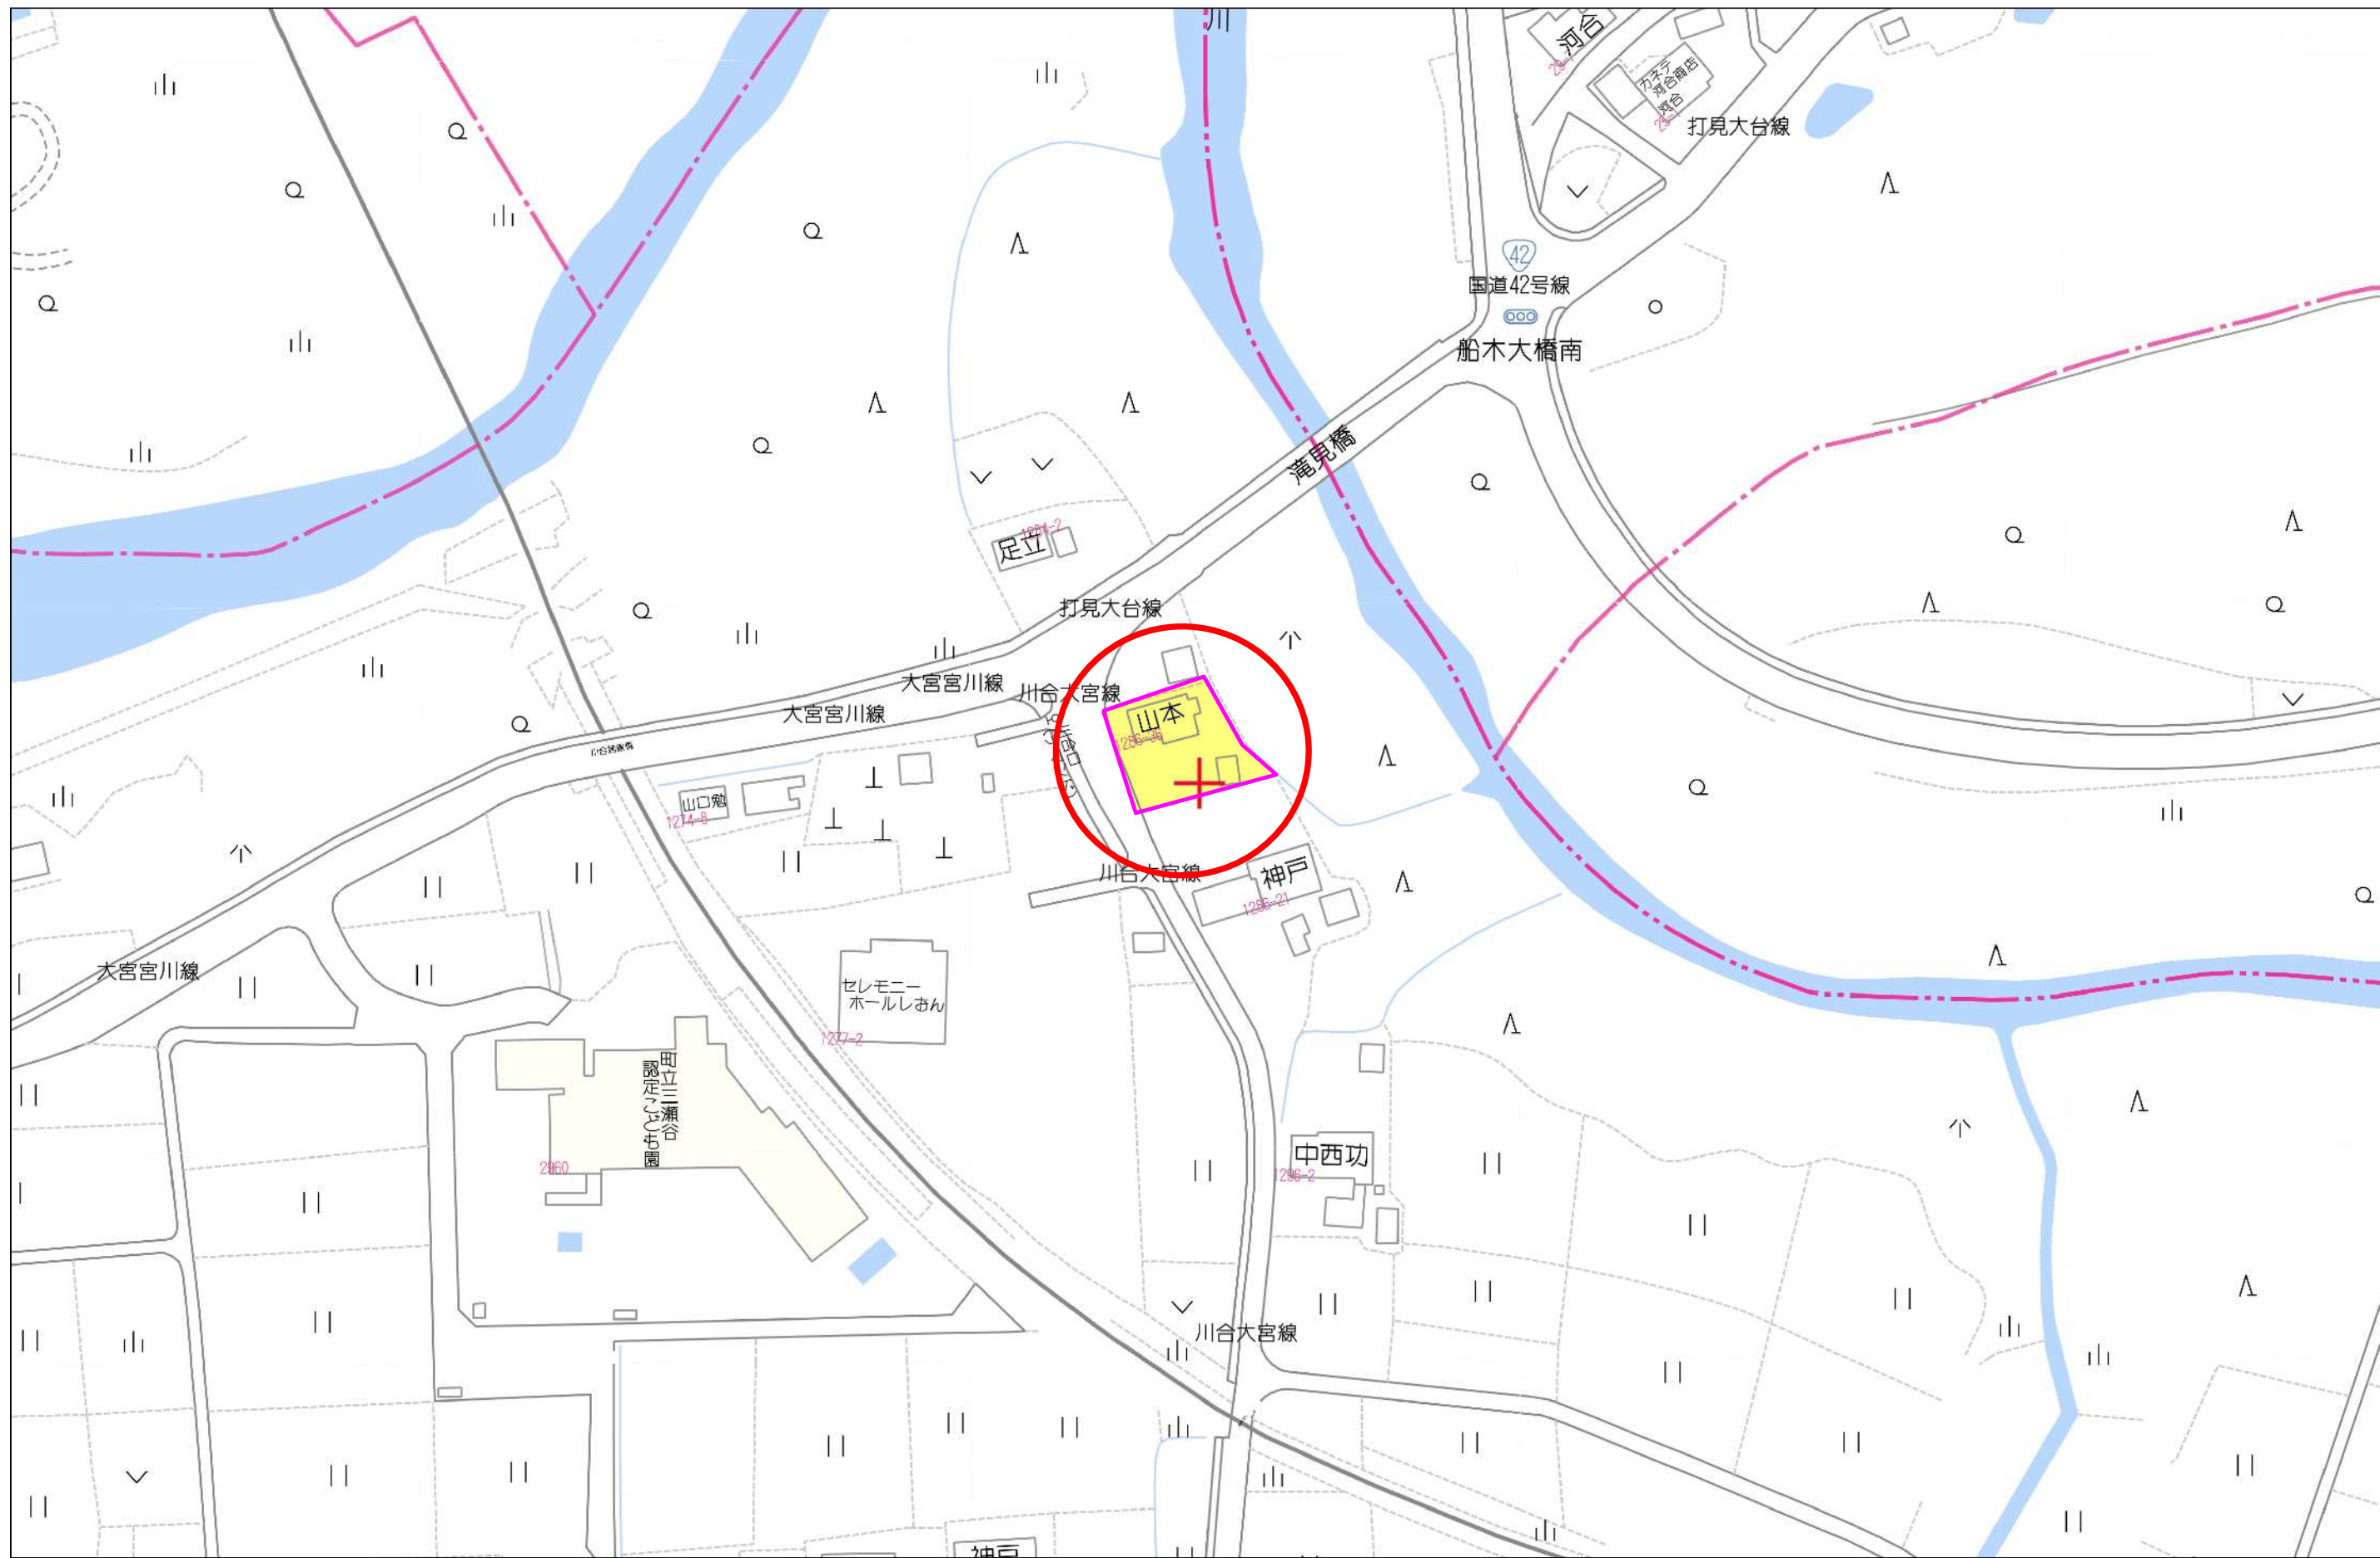 川
河合
カネテ
河合商店
河合
打見大台線
42
国道42号線
船木大橋南
滝見橋
足立
打見大台線
大宮宮川線
川合大宮線
大宮宮川線
山本
1286-36
山口勉
1274-8
川合大宮線
神戸
1286-21
大宮宮川線
セレモニー
ホールしおん
1277-2
町立三瀬谷
認定こども園
2860
中西功
1296-2
川合大宮線
神戸